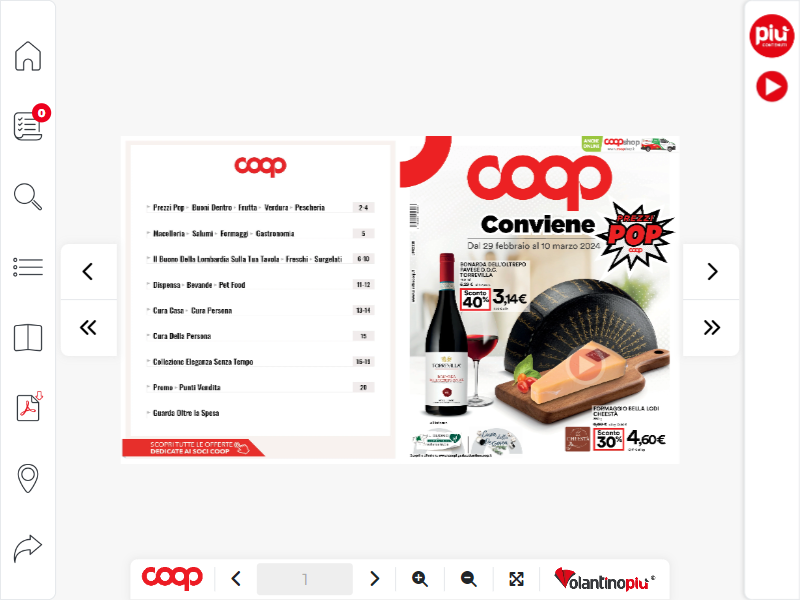 0
più
coop
Prezzi Pop - Buoni Dentro - Frutta - Verdura - Pescheria 2-4
Macelleria - Salumi - Formaggi - Gastronomia 5
Il Buono Della Lombardia Sulla Tua Tavola - Freschi - Surgelati 6-10
Dispensa - Bevande - Pet Food 11-12
Cura Casa - Cura Persona 13-14
Cura Della Persona 15
Collezione Eleganza Senza Tempo
Promo - Punti Vendita 20
Guarda Oltre la Spesa
SCOPRI TUTTE LE OFFERTE
DEDICATE AI SOCI COOP
ANCHE
ONLINE
coopshop
coop
Conviene
Dal 29 febbraio al 10 marzo 2024
PREZZI
POP
coop
BONARDA DELL'OLTREPO
PAVESE D.O.C.
TORREVILLA
Sconto
40%
3,14€
TORREVILLA
FORMAGGIO BELLA LODI
CHEESTÀ
Sconto
30%
4,60€
coop
1
Volantinopiù